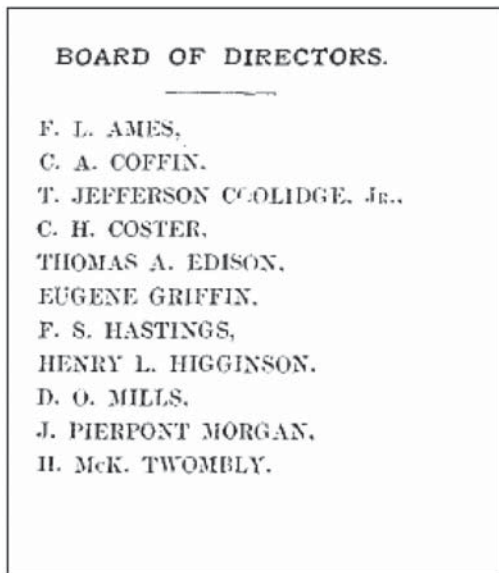 BOARD OF DIRECTORS.
F. L. AMES,
C. A. COFFIN.
T. JEFFERSON COOLIDGE. JR.,
C. H. COSTER,
THOMAS A. EDISON,
EUGENE GRIFFIN,
F. S. HASTINGS,
HENRY L. HIGGINSON.
D. O. MILLS,
J. PIERPONT MORGAN,
H. McK. TWOMBLY.